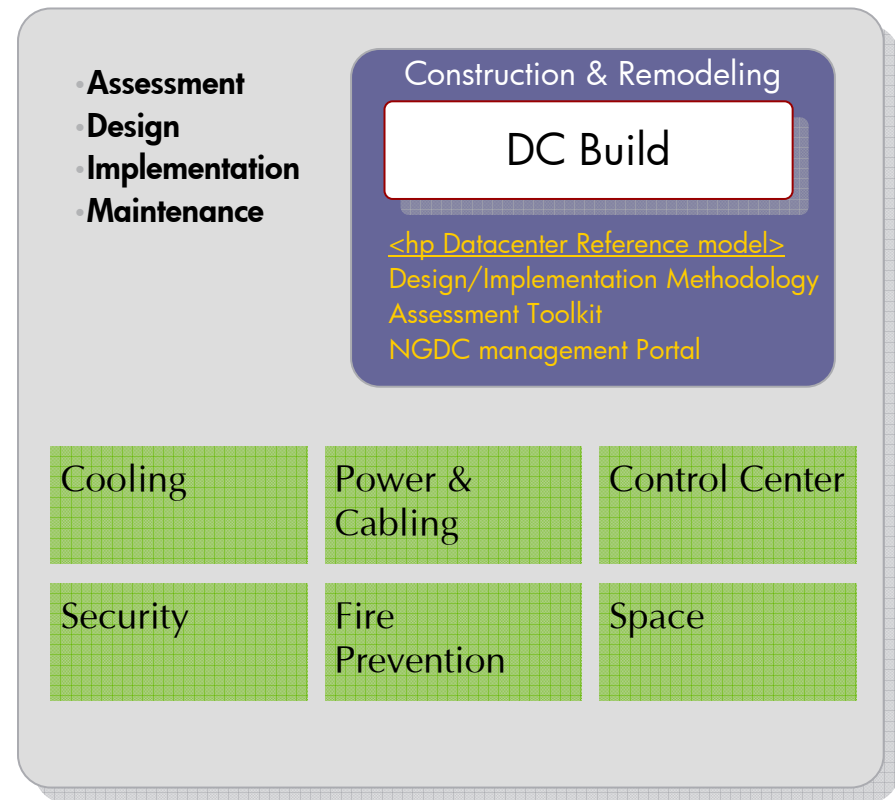 •Assessment
•Design
•Implementation
•Maintenance
Construction & Remodeling
DC Build
<hp Datacenter Reference model>
Design/Implementation Methodology
Assessment Toolkit
NGDC management Portal
Cooling
Power &
Cabling
Control Center
Security
Fire
Prevention
Space